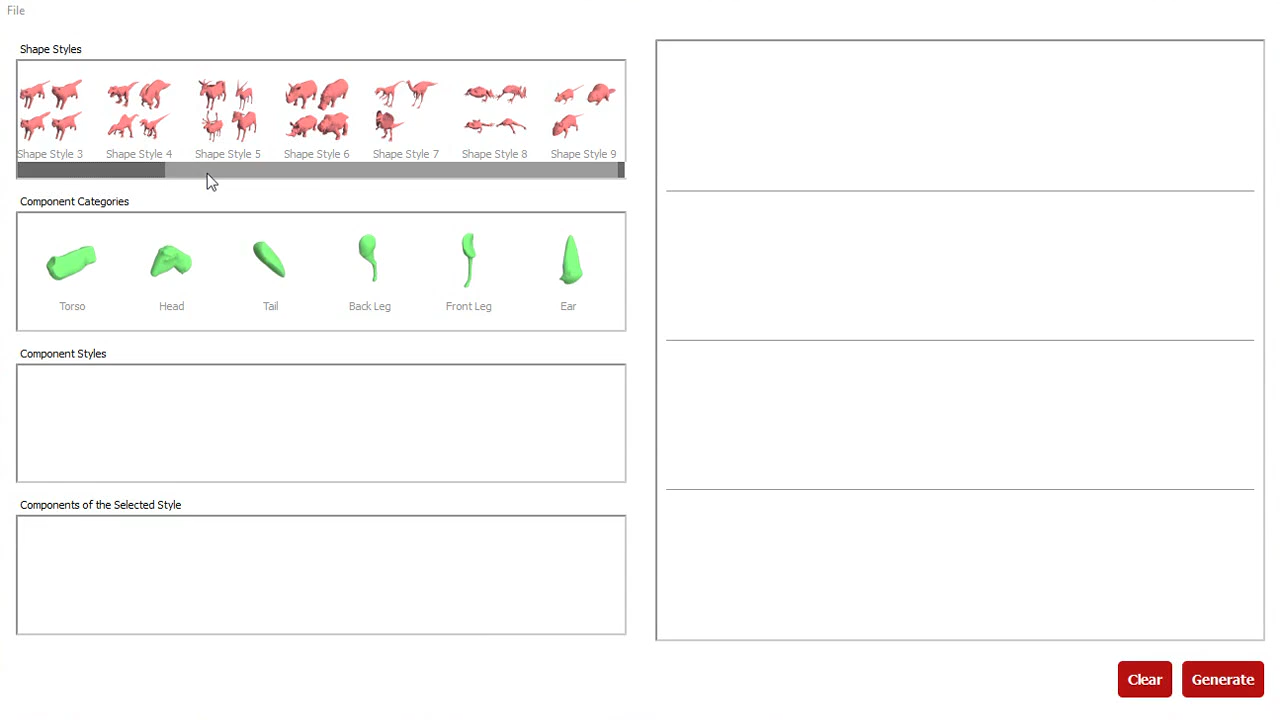 File
Shape Styles
Shape Style 3 Shape Style 4 Shape Style 5 Shape Style 6 Shape Style 7 Shape Style 8 Shape Style 9
Component Categories
Torso Head Tail Back Leg Front Leg Ear
Component Styles
Components of the Selected Style
Clear Generate